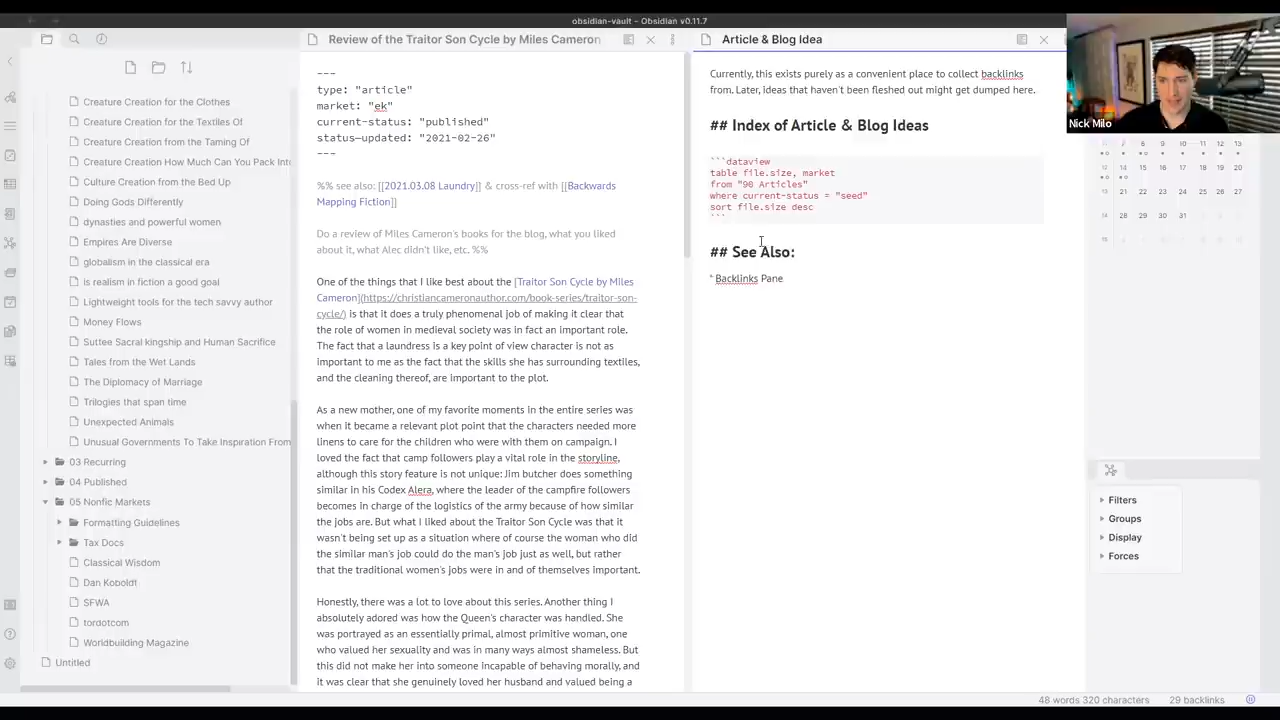 obsidian-vault – Obsidian v0.11.7
Creature Creation for the Clothes
Creature Creation for the Textiles Of
Creature Creation from the Taming Of
Creature Creation How Much Can You Pack Into
Culture Creation from the Bed Up
Doing Gods Differently
dynasties and powerful women
Empires Are Diverse
globalism in the classical era
is realism in fiction a good goal
Lightweight tools for the tech savvy author
Money Flows
Suttee Sacral kingship and Human Sacrifice
Tales from the Wet Lands
The Diplomacy of Marriage
Trilogies that span time
Unexpected Animals
Unusual Governments To Take Inspiration From
03 Recurring
04 Published
05 Nonfic Markets
Formatting Guidelines
Tax Docs
Classical Wisdom
Dan Koboldt
SFWA
tordotcom
Worldbuilding Magazine
Untitled
Review of the Traitor Son Cycle by Miles Cameron
---
type: "article"
market: "ek"
current-status: "published"
status-updated: "2021-02-26"
---
%% see also: [[2021.03.08 Laundry]] & cross-ref with [[Backwards
Mapping Fiction]]
Do a review of Miles Cameron's books for the blog, what you liked
about it, what Alec didn't like, etc. %%
One of the things that I like best about the [Traitor Son Cycle by Miles
Cameron](https://christiancameronauthor.com/book-series/traitor-son-
cycle/) is that it does a truly phenomenal job of making it clear that
the role of women in medieval society was in fact an important role.
The fact that a laundress is a key point of view character is not as
important to me as the fact that the skills she has surrounding textiles,
and the cleaning thereof, are important to the plot.
As a new mother, one of my favorite moments in the entire series was
when it became a relevant plot point that the characters needed more
linens to care for the children who were with them on campaign. I
loved the fact that camp followers play a vital role in the storyline,
although this story feature is not unique: Jim butcher does something
similar in his Codex Alera, where the leader of the campfire followers
becomes in charge of the logistics of the army because of how similar
the jobs are. But what I liked about the Traitor Son Cycle was that it
wasn't being set up as a situation where of course the woman who did
the similar man's job could do the man's job just as well, but rather
that the traditional women's jobs were in and of themselves important.
Honestly, there was a lot to love about this series. Another thing I
absolutely adored was how the Queen's character was handled. She
was portrayed as an essentially primal, almost primitive woman, one
who valued her sexuality and was in many ways almost shameless. But
this did not make her into someone incapable of behaving morally, and
it was clear that she genuinely loved her husband and valued being a
Article & Blog Idea
Currently, this exists purely as a convenient place to collect backlinks
from. Later, ideas that haven't been fleshed out might get dumped here.
## Index of Article & Blog Ideas
```dataview
table file.size, market
from "90 Articles"
where current-status = "seed"
sort file.size desc
```
## See Also:
* Backlinks Pane
Nick Milo
7 8 9 10 11 12 13
14 15 16 17 18 19 20
13 21 22 23 24 25 26 27
14 28 29 30 31
Filters
Groups
Display
Forces
48 words 320 characters
29 backlinks